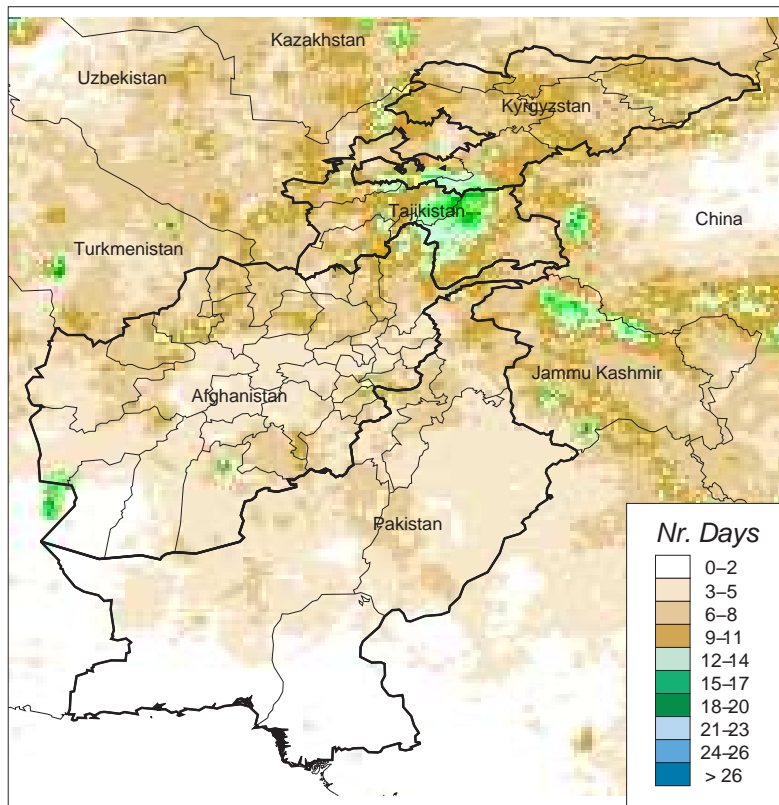 Kazakhstan
Uzbekistan
Kyrgyzstan
Tajikistan
China
Turkmenistan
Jammu Kashmir
Afghanistan
Pakistan
Nr. Days
0–2
3–5
6–8
9–11
12–14
15–17
18–20
21–23
24–26
> 26